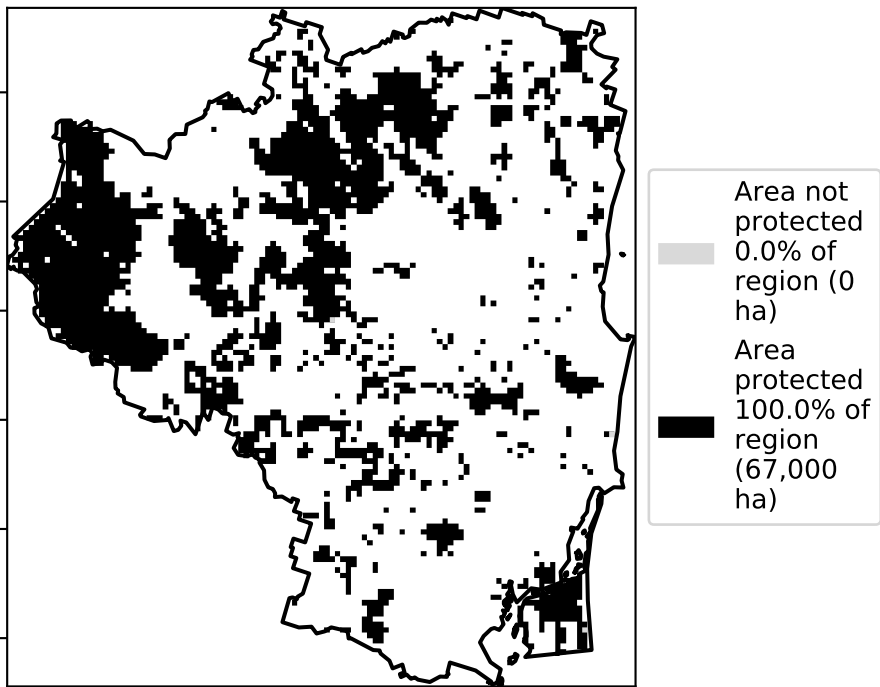 Area not
protected
0.0% of
region (0
ha)
Area
protected
100.0% of
region
(67,000
ha)